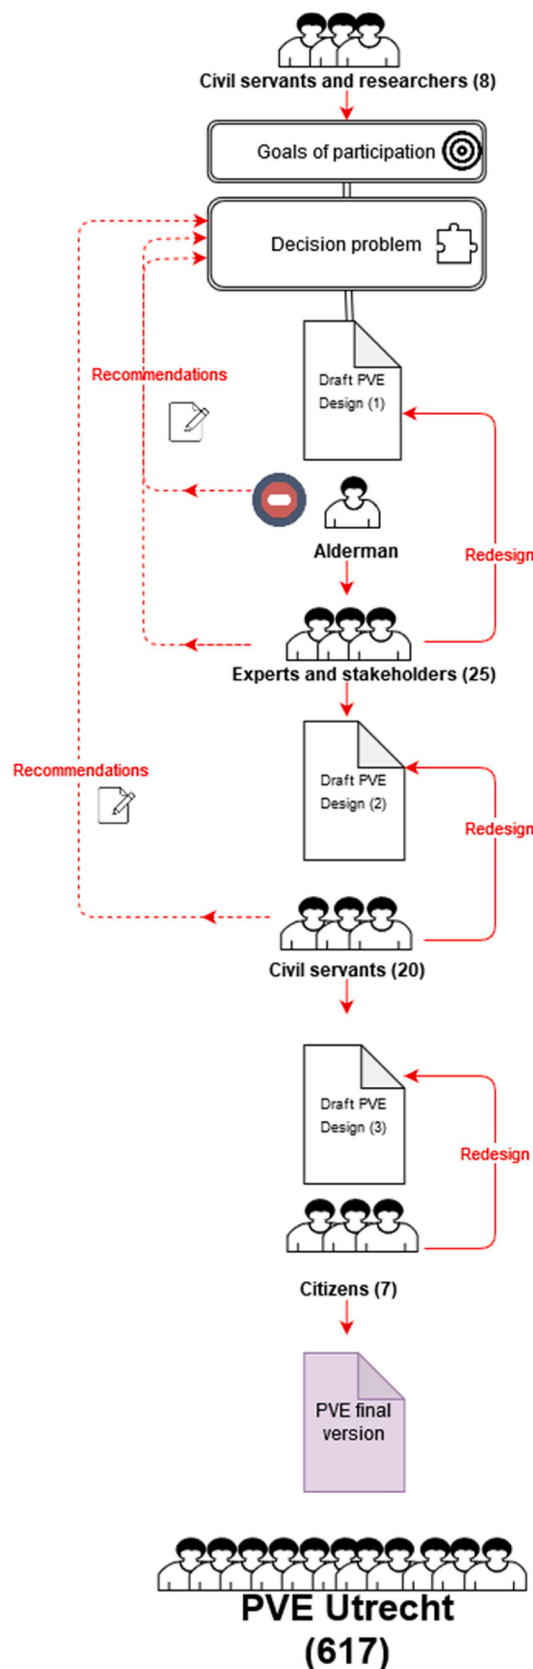 Civil servants and researchers (8)
Goals of participation
Decision problem
Recommendations
Draft PVE
Design (1)
Alderman
Redesign
Experts and stakeholders (25)
Recommendations
Draft PVE
Design (2)
Redesign
Civil servants (20)
Draft PVE
Design (3)
Redesign
Citizens (7)
PVE final
version
PVE Utrecht
(617)